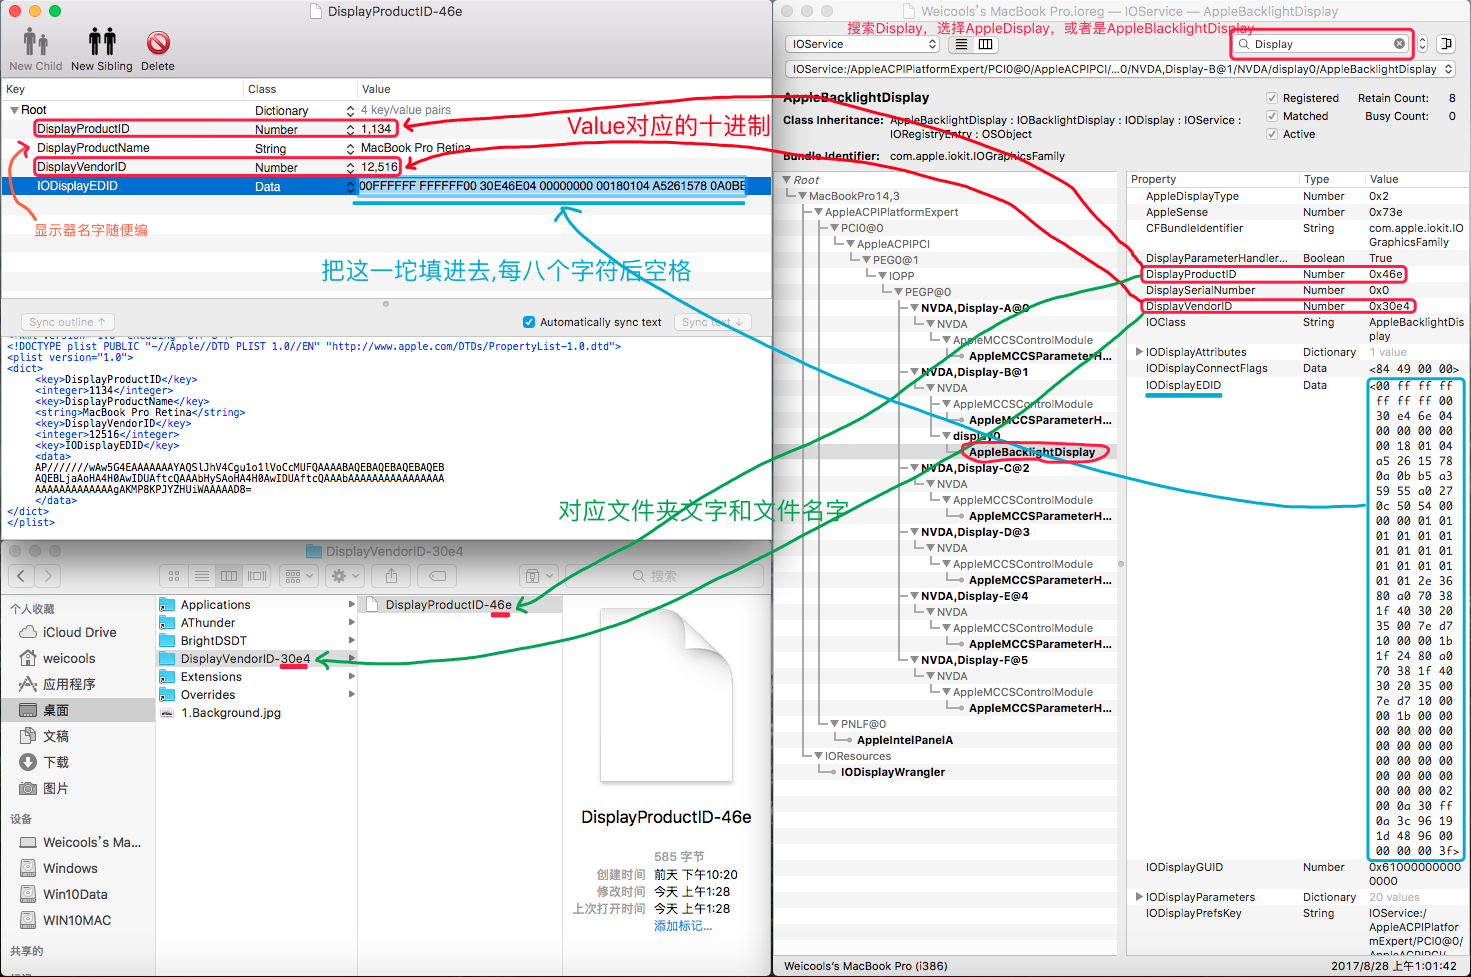 DisplayProductID-46e
New Child New Sibling Delete
Key Class Value
Root Dictionary 4 key/value pairs
DisplayProductID Number 1,134
DisplayProductName String MacBook Pro Retina
DisplayVendorID Number 12,516
IODisplayEDID Data 00FFFFFF FFFFFF00 30E46E04 00000000 00180104 A5261578 0A0BB
Value对应的十进制
显示器名字随便编
把这一坨填进去,每八个字符后空格
Sync outline ↑ Automatically sync text Sync text ↓
<!DOCTYPE plist PUBLIC "-//Apple//DTD PLIST 1.0//EN" "http://www.apple.com/DTDs/PropertyList-1.0.dtd">
<plist version="1.0">
<dict>
<key>DisplayProductID</key>
<integer>1134</integer>
<key>DisplayProductName</key>
<string>MacBook Pro Retina</string>
<key>DisplayVendorID</key>
<integer>12516</integer>
<key>IODisplayEDID</key>
<data>
AP///////wAw5G4EAAAAAAAYAQSlJhV4Cgu1o1lVoCcMUFQAAAABAQEBAQEBAQEBAQEB
AQEBLjaAoHA4H0AwIDUAftcQAAAbHySAoHA4H0AwIDUAftcQAAAbAAAAAAAAAAAAAAAA
AAAAAAAAAAAAAgAKMP8KPJYZHUiWAAAAAD8=
</data>
</dict>
</plist>
对应文件夹文字和文件名字
DisplayVendorID-30e4
搜索
个人收藏
iCloud Drive
weicools
应用程序
桌面
文稿
下载
图片
设备
Weicools's Ma...
Windows
Win10Data
WIN10MAC
共享的
Applications
AThunder
BrightDSDT
DisplayVendorID-30e4
Extensions
Overrides
1.Background.jpg
DisplayProductID-46e
DisplayProductID-46e
585 字节
创建时间 前天 下午10:20
修改时间 今天 上午1:28
上次打开时间 今天 上午1:28
添加标记...
Weicools's MacBook Pro.ioreg — IOService — AppleBacklightDisplay
搜索Display, 选择AppleDisplay, 或者是AppleBlacklightDisplay
IOService Display
IOService:/AppleACPIPlatformExpert/PCI0@0/AppleACPIPCI/...0/NVDA,Display-B@1/NVDA/display0/AppleBacklightDisplay
AppleBacklightDisplay
Class Inheritance: AppleBacklightDisplay : IOBacklightDisplay : IODisplay : IOService :
IORegistryEntry : OSObject
Bundle Identifier: com.apple.iokit.IOGraphicsFamily
Registered Retain Count: 8
Matched Busy Count: 0
Active
Root
MacBookPro14,3
AppleACPIPlatformExpert
PCI0@0
AppleACPIPCI
PEG0@1
IOPP
PEGP@0
NVDA,Display-A@0
NVDA
AppleMCCSControlModule
AppleMCCSParameterH...
NVDA,Display-B@1
NVDA
AppleMCCSControlModule
AppleMCCSParameterH...
display0
AppleBacklightDisplay
NVDA,Display-C@2
NVDA
AppleMCCSControlModule
AppleMCCSParameterH...
NVDA,Display-D@3
NVDA
AppleMCCSControlModule
AppleMCCSParameterH...
NVDA,Display-E@4
NVDA
AppleMCCSControlModule
AppleMCCSParameterH...
NVDA,Display-F@5
NVDA
AppleMCCSControlModule
AppleMCCSParameterH...
PNLF@0
AppleIntelPanelA
IOResources
IODisplayWrangler
Property Type Value
AppleDisplayType Number 0x2
AppleSense Number 0x73e
CFBundleIdentifier String com.apple.iokit.IO
GraphicsFamily
DisplayParameterHandler... Boolean True
DisplayProductID Number 0x46e
DisplaySerialNumber Number 0x0
DisplayVendorID Number 0x30e4
IOClass String AppleBacklightDis
play
IODisplayAttributes Dictionary 1 value
IODisplayConnectFlags Data <84 49 00 00>
IODisplayEDID Data <00 ff ff ff
ff ff ff 00
30 e4 6e 04
00 00 00 00
00 18 01 04
a5 26 15 78
0a 0b b5 a3
59 55 a0 27
0c 50 54 00
00 00 01 01
01 01 01 01
01 01 01 01
01 01 01 01
01 01 2e 36
80 a0 70 38
1f 40 30 20
35 00 7e d7
10 00 00 1b
1f 24 80 a0
70 38 1f 40
30 20 35 00
7e d7 10 00
00 1b 00 00
00 00 00 00
00 00 00 00
00 00 00 00
00 00 00 02
00 0a 30 ff
0a 3c 96 19
1d 48 96 00
00 00 00 3f>
IODisplayGUID Number 0x61000000000
0000
IODisplayParameters Dictionary 20 values
IODisplayPrefsKey String IOService:/
AppleACPIPlatfor
mExpert/PCI0@0/
Weicools's MacBook Pro (i386) 2017/8/28 上午1:01:42